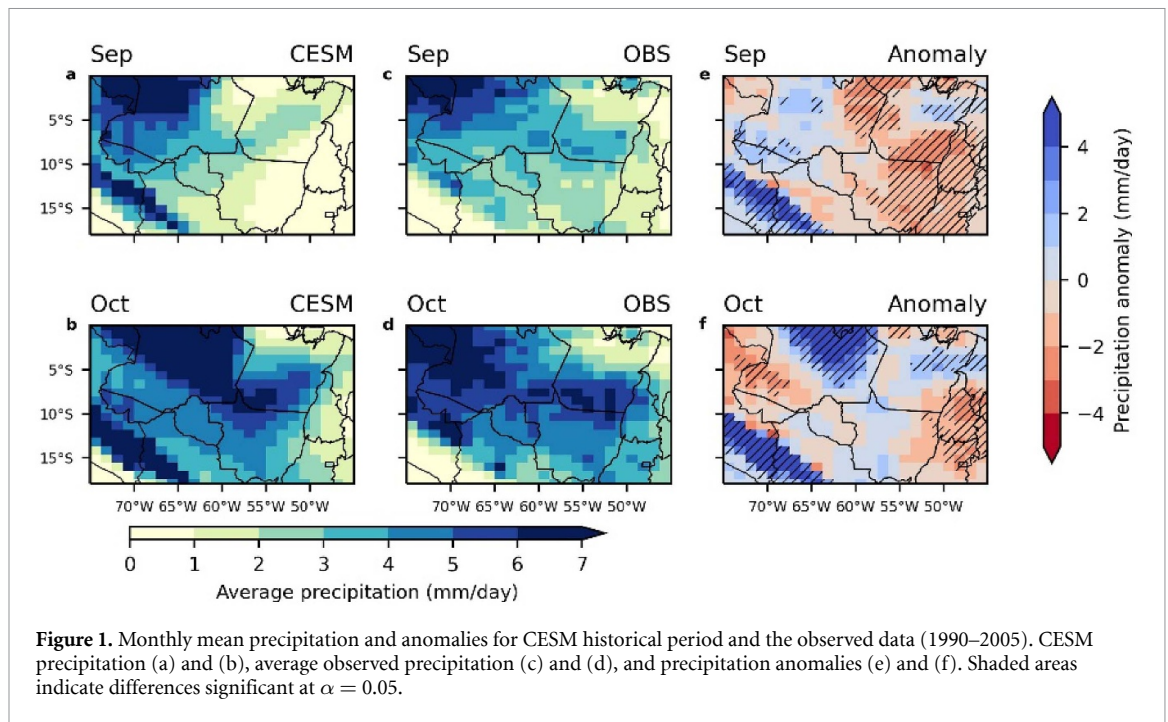 Sep CESM
Sep OBS
Sep Anomaly
a
c
e
5°S
10°S
15°S
4
2
0
−2
−4
Precipitation anomaly (mm/day)
Oct CESM
Oct OBS
Oct Anomaly
b
d
f
5°S
10°S
15°S
70°W 65°W 60°W 55°W 50°W
70°W 65°W 60°W 55°W 50°W
70°W 65°W 60°W 55°W 50°W
0 1 2 3 4 5 6 7
Average precipitation (mm/day)
Figure 1. Monthly mean precipitation and anomalies for CESM historical period and the observed data (1990–2005). CESM
precipitation (a) and (b), average observed precipitation (c) and (d), and precipitation anomalies (e) and (f). Shaded areas
indicate differences significant at α = 0.05.